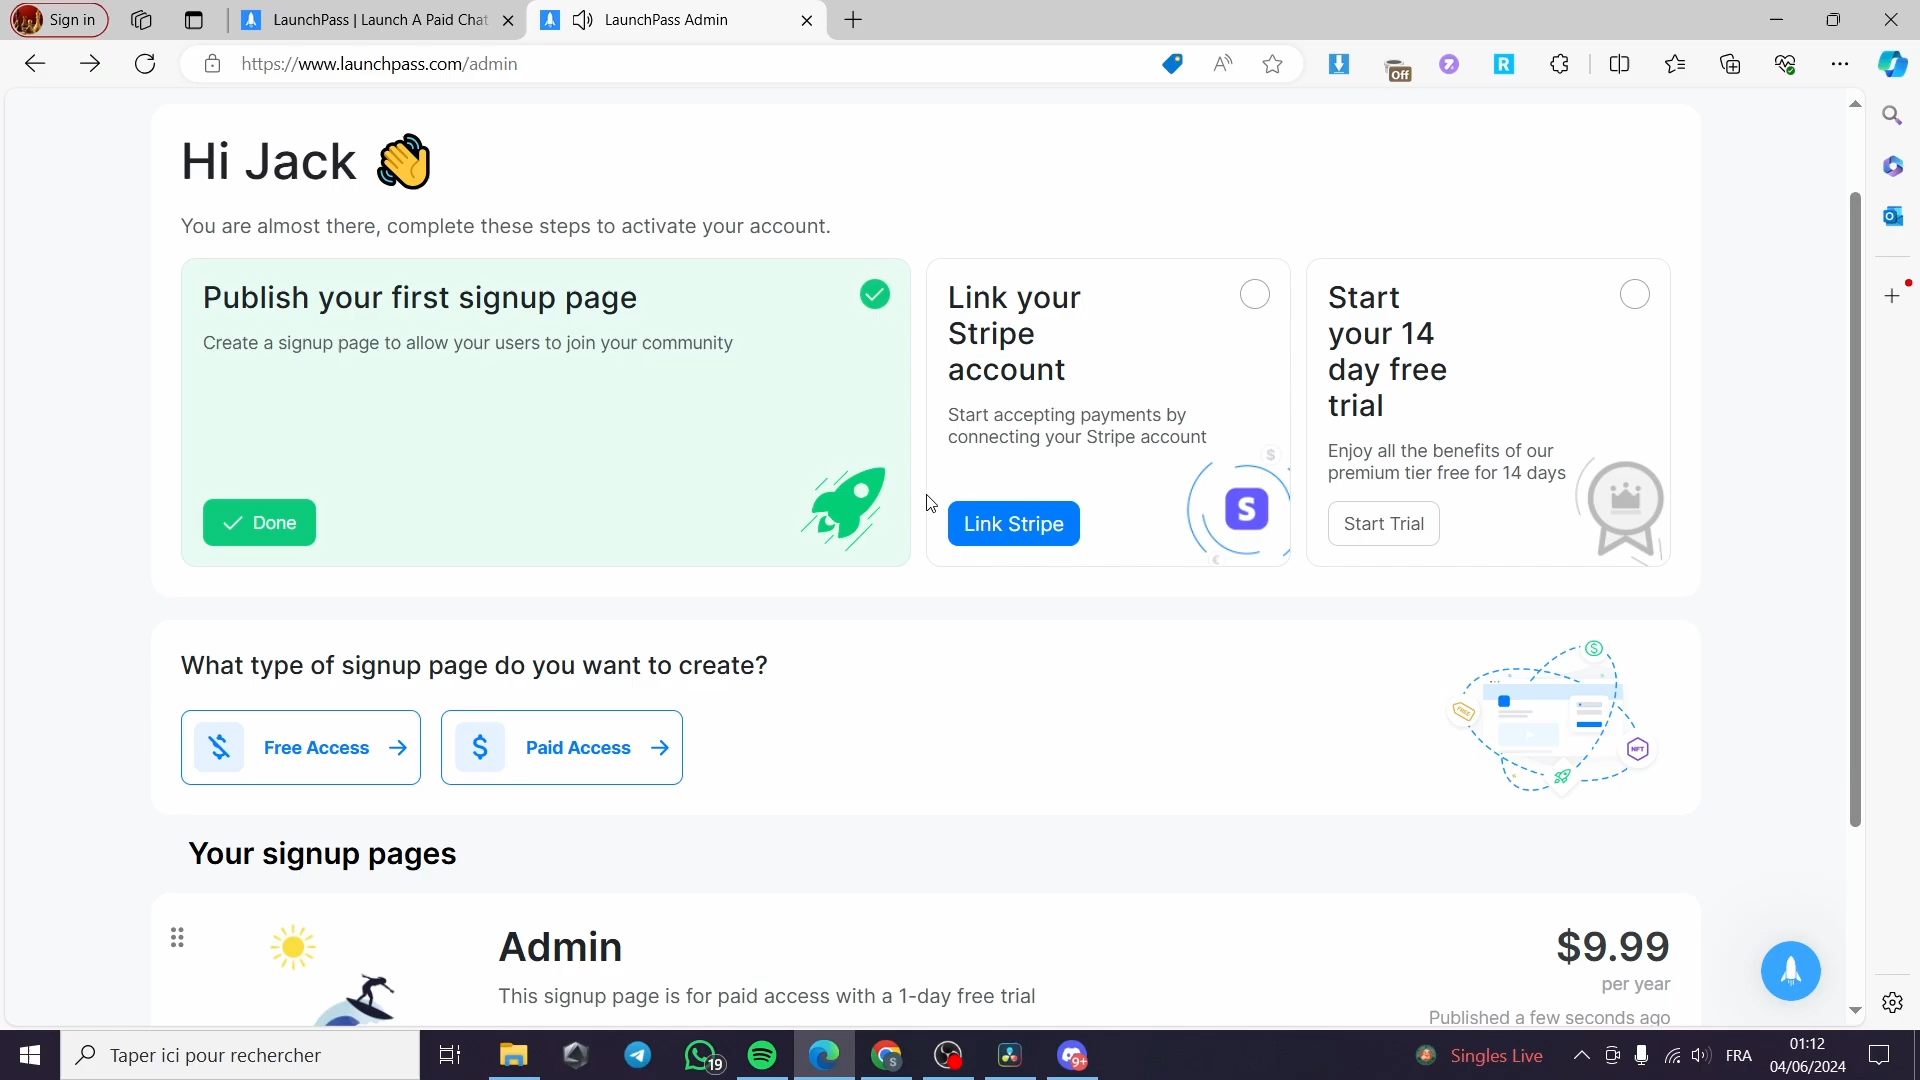 Sign in
LaunchPass | Launch A Paid Chat
LaunchPass Admin
https://www.launchpass.com/admin
Off
R
Hi Jack 👋
You are almost there, complete these steps to activate your account.
Publish your first signup page
Create a signup page to allow your users to join your community
Done
Link your
Stripe
account
Start accepting payments by
connecting your Stripe account
Link Stripe
S
Start
your 14
day free
trial
Enjoy all the benefits of our
premium tier free for 14 days
Start Trial
What type of signup page do you want to create?
Free Access
Paid Access
FREE
NFT
Your signup pages
Admin
This signup page is for paid access with a 1-day free trial
$9.99
per year
Published a few seconds ago
Taper ici pour rechercher
19
S
9+
Singles Live
FRA
01:12
04/06/2024